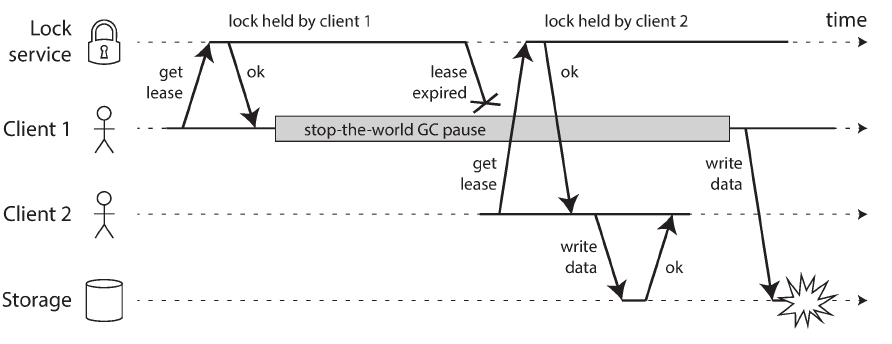 lock held by client 1
lock held by client 2
time
Lock
service
get
lease
ok
lease
expired
ok
Client 1
stop-the-world GC pause
get
lease
write
data
Client 2
write
data
ok
Storage